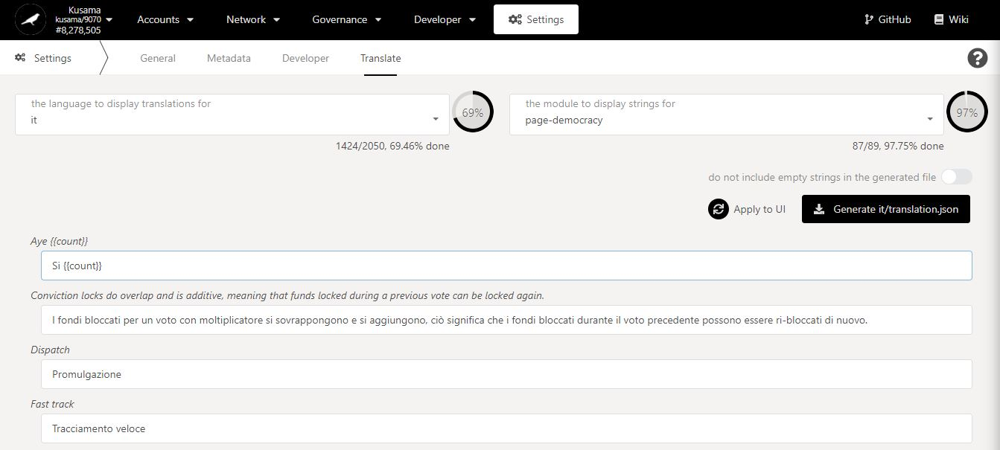 Kusama
kusama/9070
#8,278,505
Accounts
Network
Governance
Developer
Settings
GitHub
Wiki
Settings
General
Metadata
Developer
Translate
?
the language to display translations for
it
69%
1424/2050, 69.46% done
the module to display strings for
page-democracy
97%
87/89, 97.75% done
do not include empty strings in the generated file
Apply to UI
Generate it/translation.json
Aye {{count}}
Si {{count}}
Conviction locks do overlap and is additive, meaning that funds locked during a previous vote can be locked again.
I fondi bloccati per un voto con moltiplicatore si sovrappongono e si aggiungono, ciò significa che i fondi bloccati durante il voto precedente possono essere ri-bloccati di nuovo.
Dispatch
Promulgazione
Fast track
Tracciamento veloce